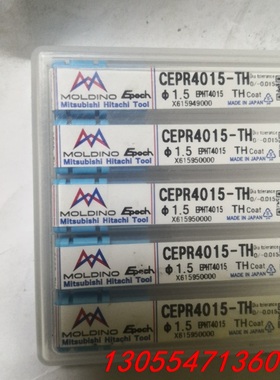 MOLDINO Epoch
Mitsubishi Hitachi Tool
CEPR4015-TH
φ1.5 EPHT4015 TH Coat
X615949000 MADE IN JAPAN
MOLDINO Epoch
Mitsubishi Hitachi Tool
CEPR4015-TH
φ1.5 EPHT4015 TH Coat
X615950000 MADE IN JAPAN
MOLDINO Epoch
Mitsubishi Hitachi Tool
CEPR4015-TH
φ1.5 EPHT4015 TH Coat
X615950000 MADE IN JAPAN
MOLDINO Epoch
Mitsubishi Hitachi Tool
CEPR4015-TH
φ1.5 EPHT4015 TH Coat
X615950000 MADE IN JAPAN
MOLDINO Epoch
Mitsubishi Hitachi Tool
CEPR4015-TH
φ1.5 EPHT4015 TH Coat
X615950000 MADE IN JAPAN
13055471360